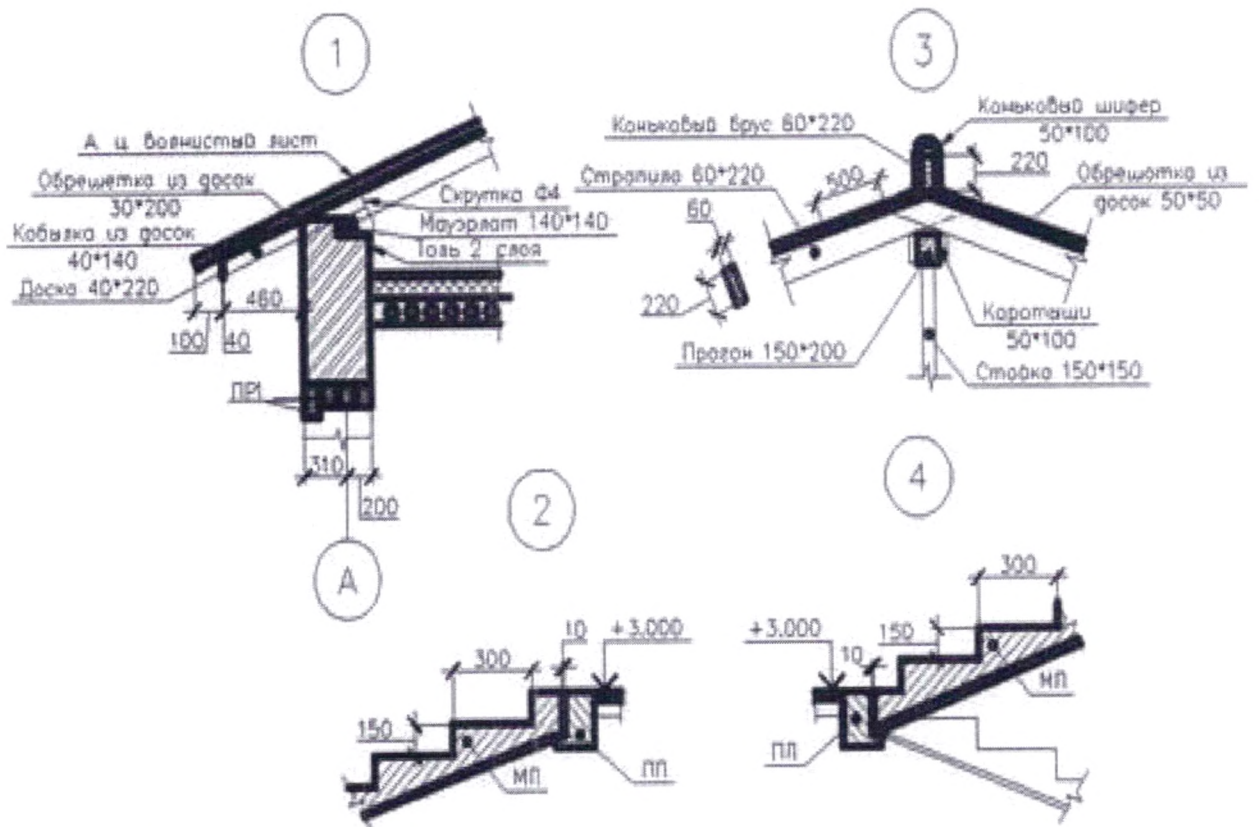 1
А. ц. волнистый лист
Обрешетка из досок
30*200
Кобылка из досок
40*140
Доска 40*220
Скрутка Ф4
Мауэрлат 140*140
Толь 2 слоя
460
100
40
ПР1
310
200
А
3
Коньковый брус 60*220
Коньковый шифер
50*100
220
Стропило 60*220
500
Обрешотка из
досок 50*50
60
220
Прогон 150*200
Коротыши
50*100
Стойка 150*150
2
10
+3.000
300
150
МП
ПП
4
300
+3.000
150
10
МП
ПЛ